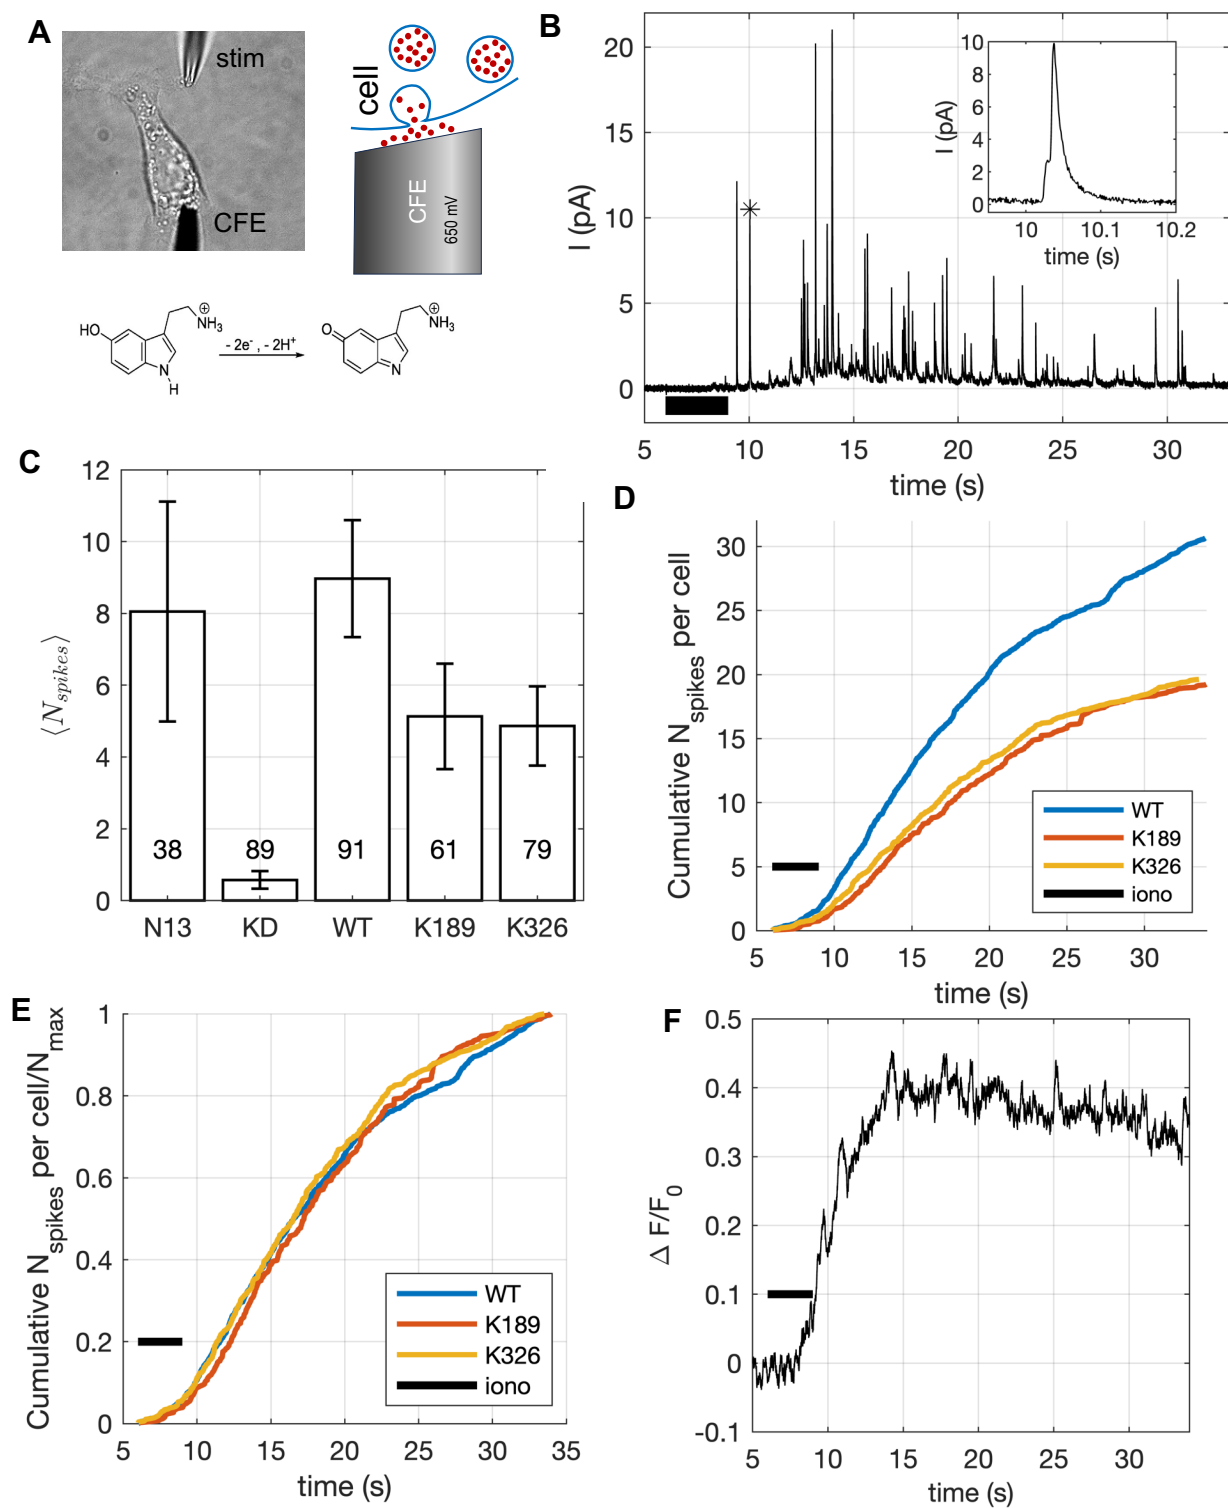 A
stim
CFE
cell
CFE
650 mV
HO
NH3
⊕
N
H
- 2e- , - 2H+
O
NH3
⊕
N
B
I (pA)
20
15
10
5
0
5
10
15
20
25
30
time (s)
*
I (pA)
10
8
6
4
2
0
10
10.1
10.2
time (s)
C
⟨Nspikes⟩
12
10
8
6
4
2
0
38
89
91
61
79
N13
KD
WT
K189
K326
D
Cumulative Nspikes per cell
30
25
20
15
10
5
0
WT
K189
K326
iono
5
10
15
20
25
30
time (s)
E
Cumulative Nspikes per cell/Nmax
1
0.8
0.6
0.4
0.2
0
WT
K189
K326
iono
5
10
15
20
25
30
35
time (s)
F
Δ F/F0
0.5
0.4
0.3
0.2
0.1
0
-0.1
5
10
15
20
25
30
time (s)